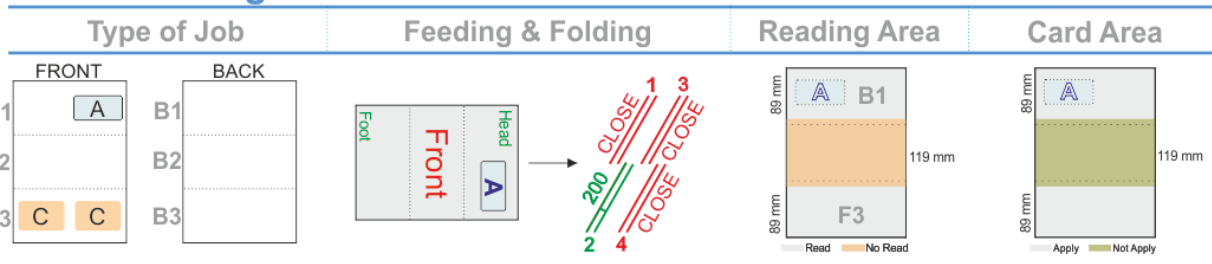 Type of Job
Feeding & Folding
Reading Area
Card Area
FRONT
BACK
1
A
2
3
C
C
B1
B2
B3
Foot
Front
Head
A
1
3
CLOSE
CLOSE
200
CLOSE
2
4
89 mm
A
B1
119 mm
89 mm
F3
Read
No Read
89 mm
A
119 mm
89 mm
Apply
Not Apply